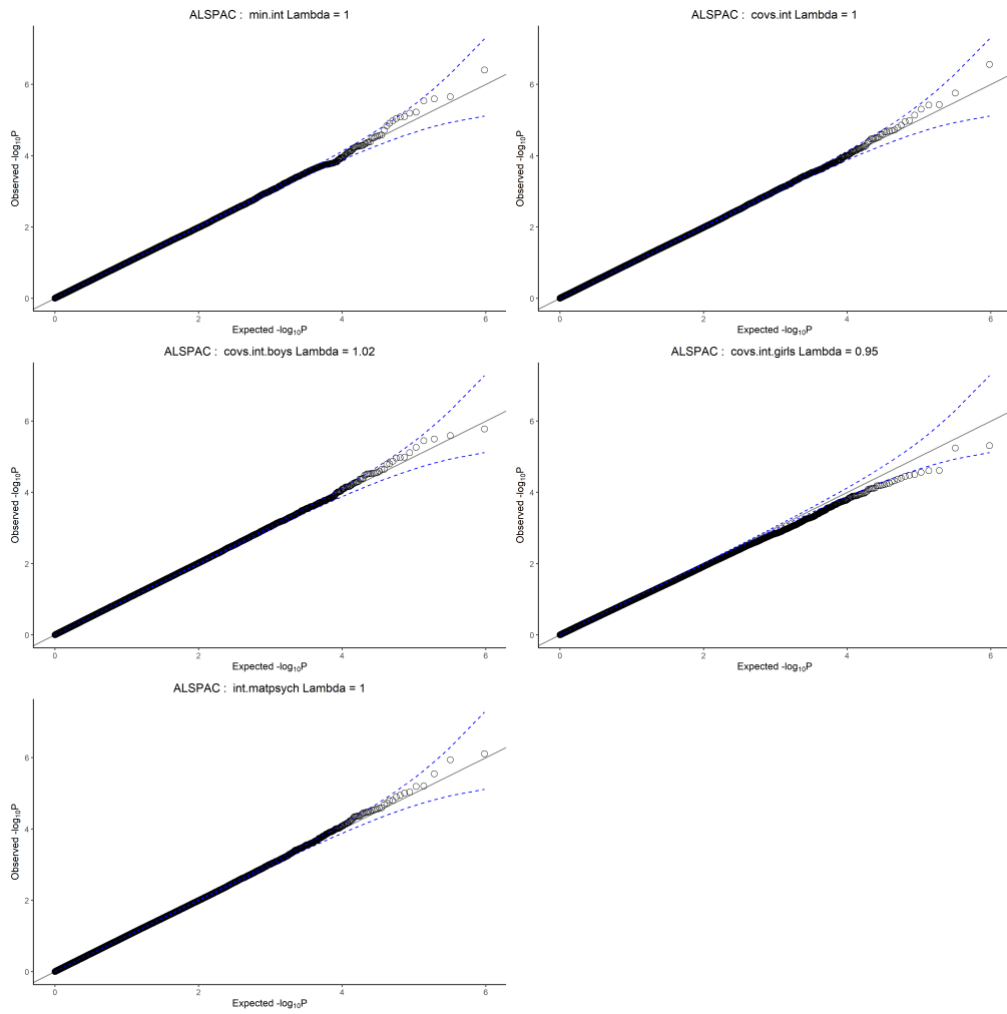 ALSPAC : min.int Lambda = 1
Observed -log₁₀P
6
4
2
0
0 2 4 6
Expected -log₁₀P
ALSPAC : covs.int Lambda = 1
Observed -log₁₀P
6
4
2
0
0 2 4 6
Expected -log₁₀P
ALSPAC : covs.int.boys Lambda = 1.02
Observed -log₁₀P
6
4
2
0
0 2 4 6
Expected -log₁₀P
ALSPAC : covs.int.girls Lambda = 0.95
Observed -log₁₀P
6
4
2
0
0 2 4 6
Expected -log₁₀P
ALSPAC : int.matpsych Lambda = 1
Observed -log₁₀P
6
4
2
0
0 2 4 6
Expected -log₁₀P